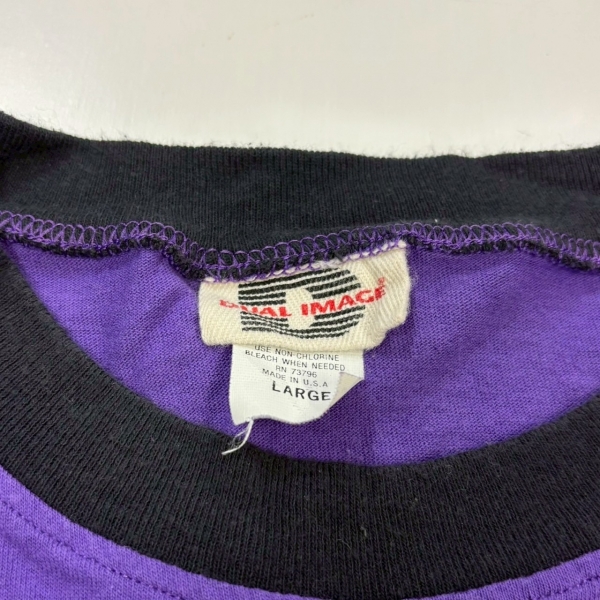 DUAL IMAGE®
USE NON-CHLORINE
BLEACH WHEN NEEDED
RN 73796
MADE IN U.S.A
LARGE